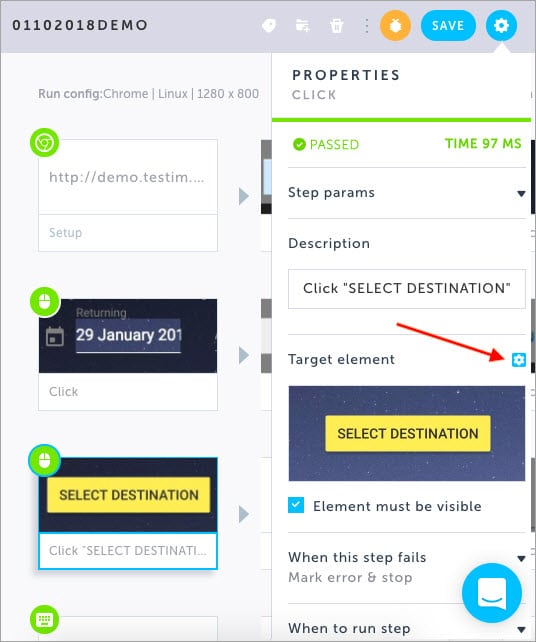 01102018DEMO
SAVE
Run config:Chrome | Linux | 1280 x 800
http://demo.testim....
Setup
Returning
29 January 201
Click
SELECT DESTINATION
Click "SELECT DESTINATI...
PROPERTIES
CLICK
PASSED
TIME 97 MS
Step params
Description
Click "SELECT DESTINATION"
Target element
SELECT DESTINATION
Element must be visible
When this step fails
Mark error & stop
When to run step